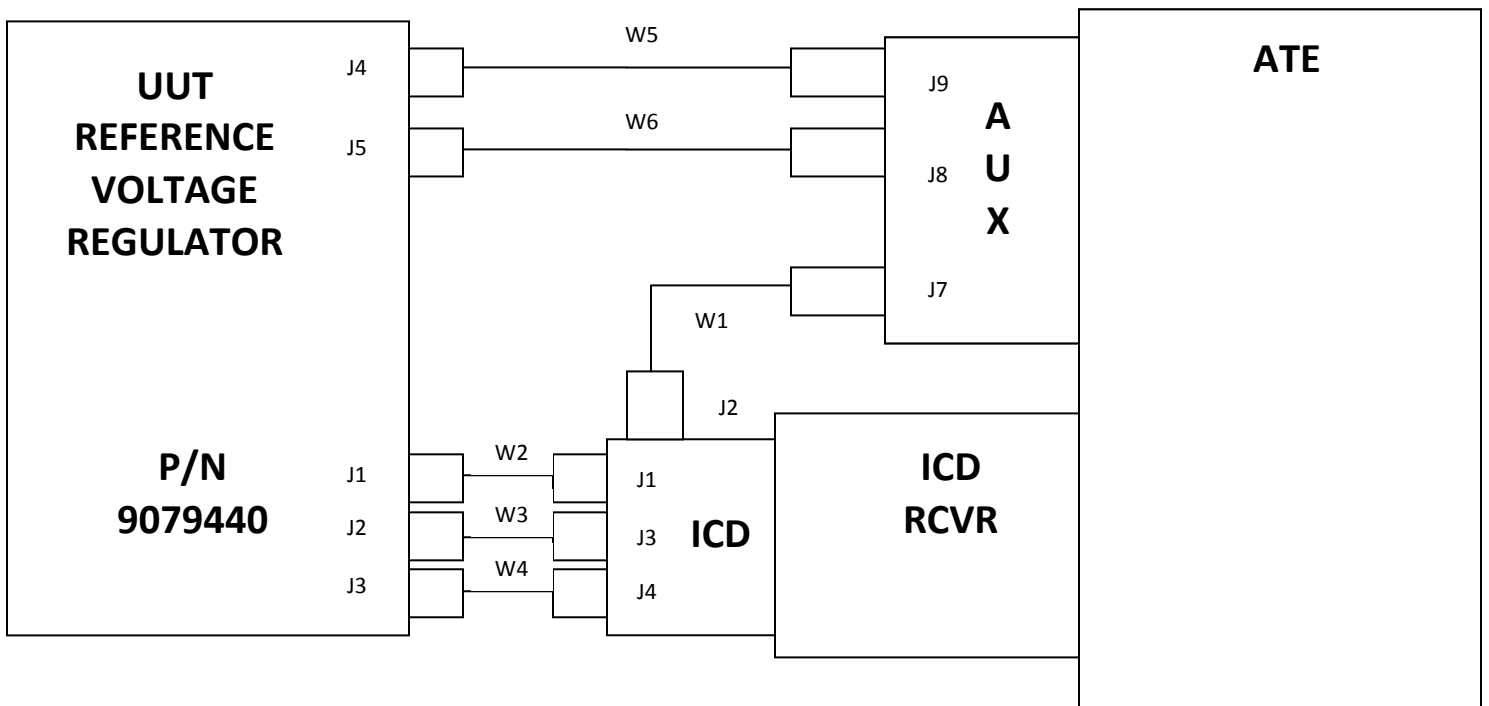 W5
J4
J9
UUT
REFERENCE
VOLTAGE
REGULATOR
A
U
X
ATE
W6
J5
J8
J7
W1
J2
P/N
9079440
J1
W2
J1
J2
W3
J3
J3
W4
J4
ICD
ICD
RCVR